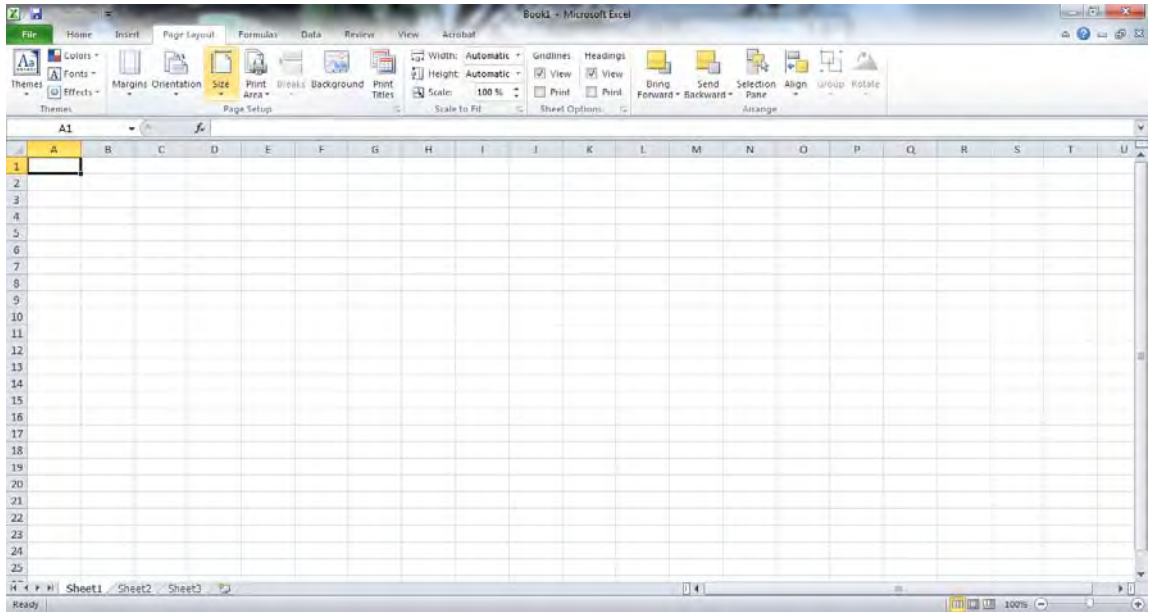 Book1 - Microsoft Excel
File Home Insert Page Layout Formulas Data Review View Acrobat
Colors Width: Automatic Gridlines Headings
Aa A Fonts Height: Automatic View View
Themes Effects Margins Orientation Size Print Area Breaks Background Print Titles Scale: 100 % Print Print Bring Forward Send Backward Selection Pane Align Group Rotate
Themes Page Setup Scale to Fit Sheet Options Arrange
A1 fx
A B C D E F G H I J K L M N O P Q R S T U
1
2
3
4
5
6
7
8
9
10
11
12
13
14
15
16
17
18
19
20
21
22
23
24
25
Sheet1 Sheet2 Sheet3
Ready 100%